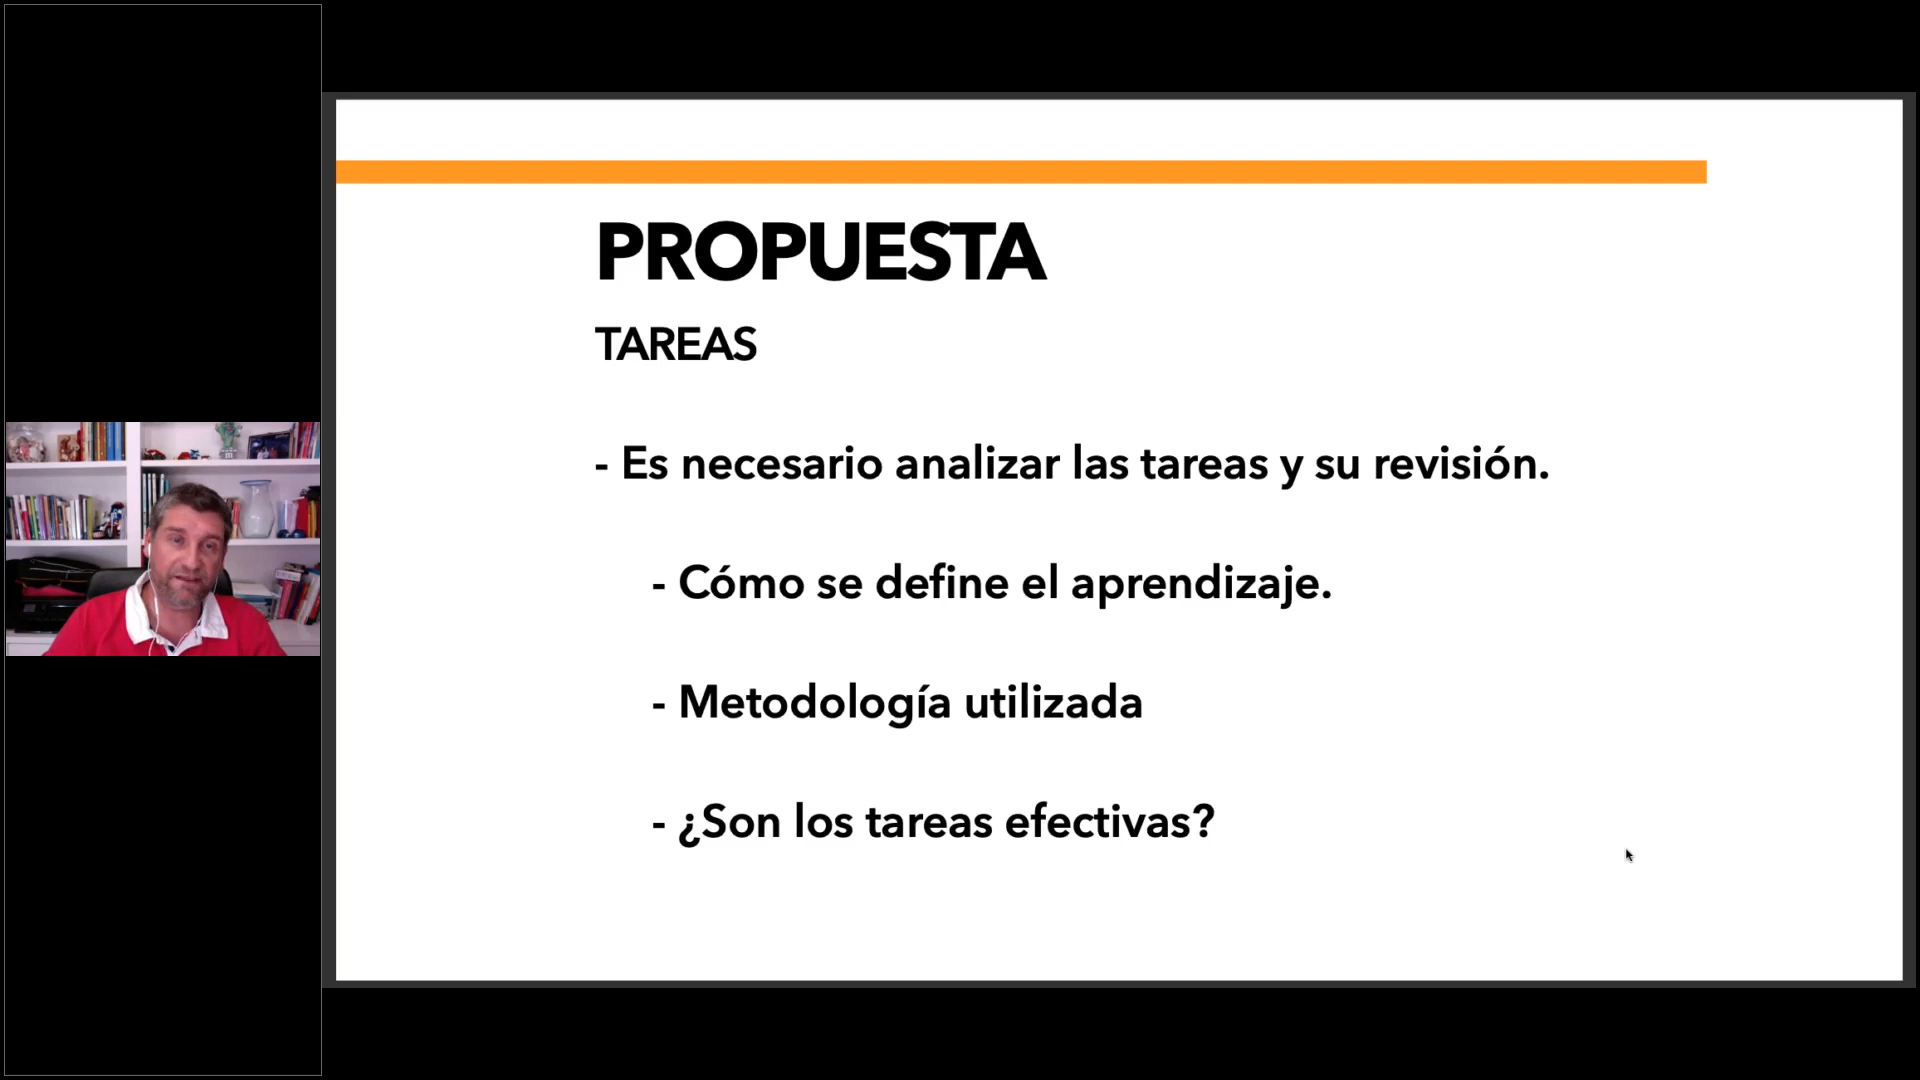 PROPUESTA
TAREAS
- Es necesario analizar las tareas y su revisión.
- Cómo se define el aprendizaje.
- Metodología utilizada
- ¿Son los tareas efectivas?